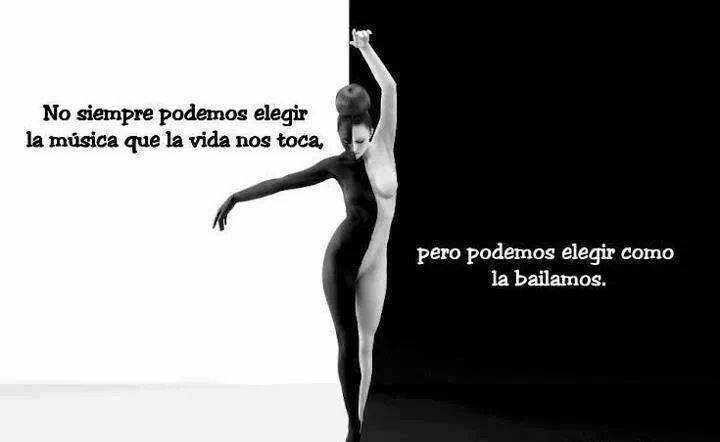 No siempre podemos elegir
la música que la vida nos toca,
pero podemos elegir como
la bailamos.